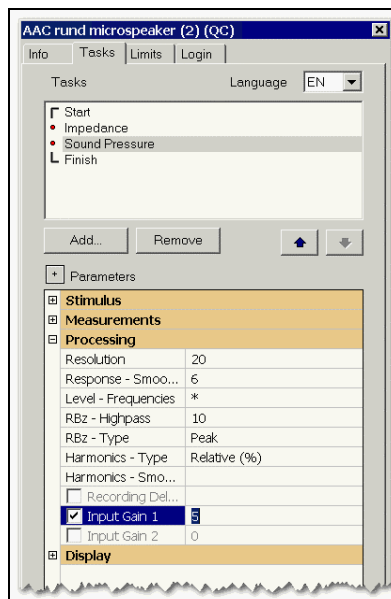 AAC rund microspeaker (2) (QC)
Info Tasks Limits Login
Tasks Language EN
Start
Impedance
Sound Pressure
Finish
Add... Remove
Parameters
Stimulus
Measurements
Processing
Resolution 20
Response - Smoo... 6
Level - Frequencies *
RBz - Highpass 10
RBz - Type Peak
Harmonics - Type Relative (%)
Harmonics - Smo...
Recording Del...
Input Gain 1 5
Input Gain 2 0
Display